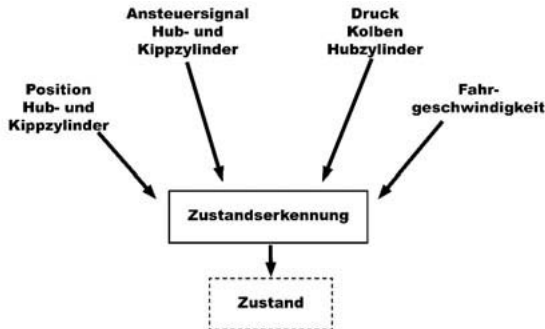 Ansteuersignal
Hub- und
Kippzylinder
Druck
Kolben
Hubzylinder
Position
Hub- und
Kippzylinder
Fahr-
geschwindigkeit
Zustandserkennung
Zustand